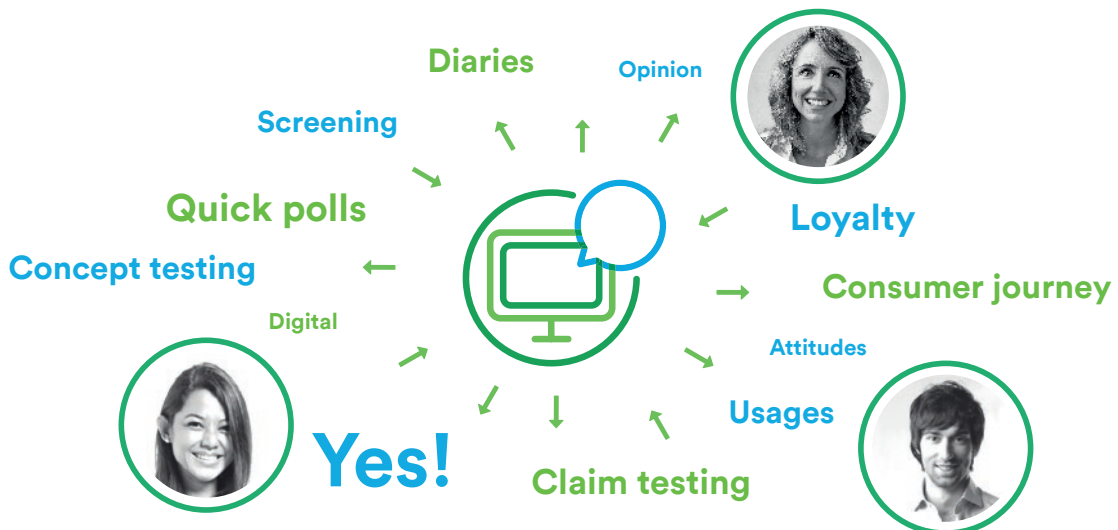 Diaries
Opinion
Screening
Quick polls
Loyalty
Concept testing
Consumer journey
Digital
Attitudes
Usages
Yes!
Claim testing